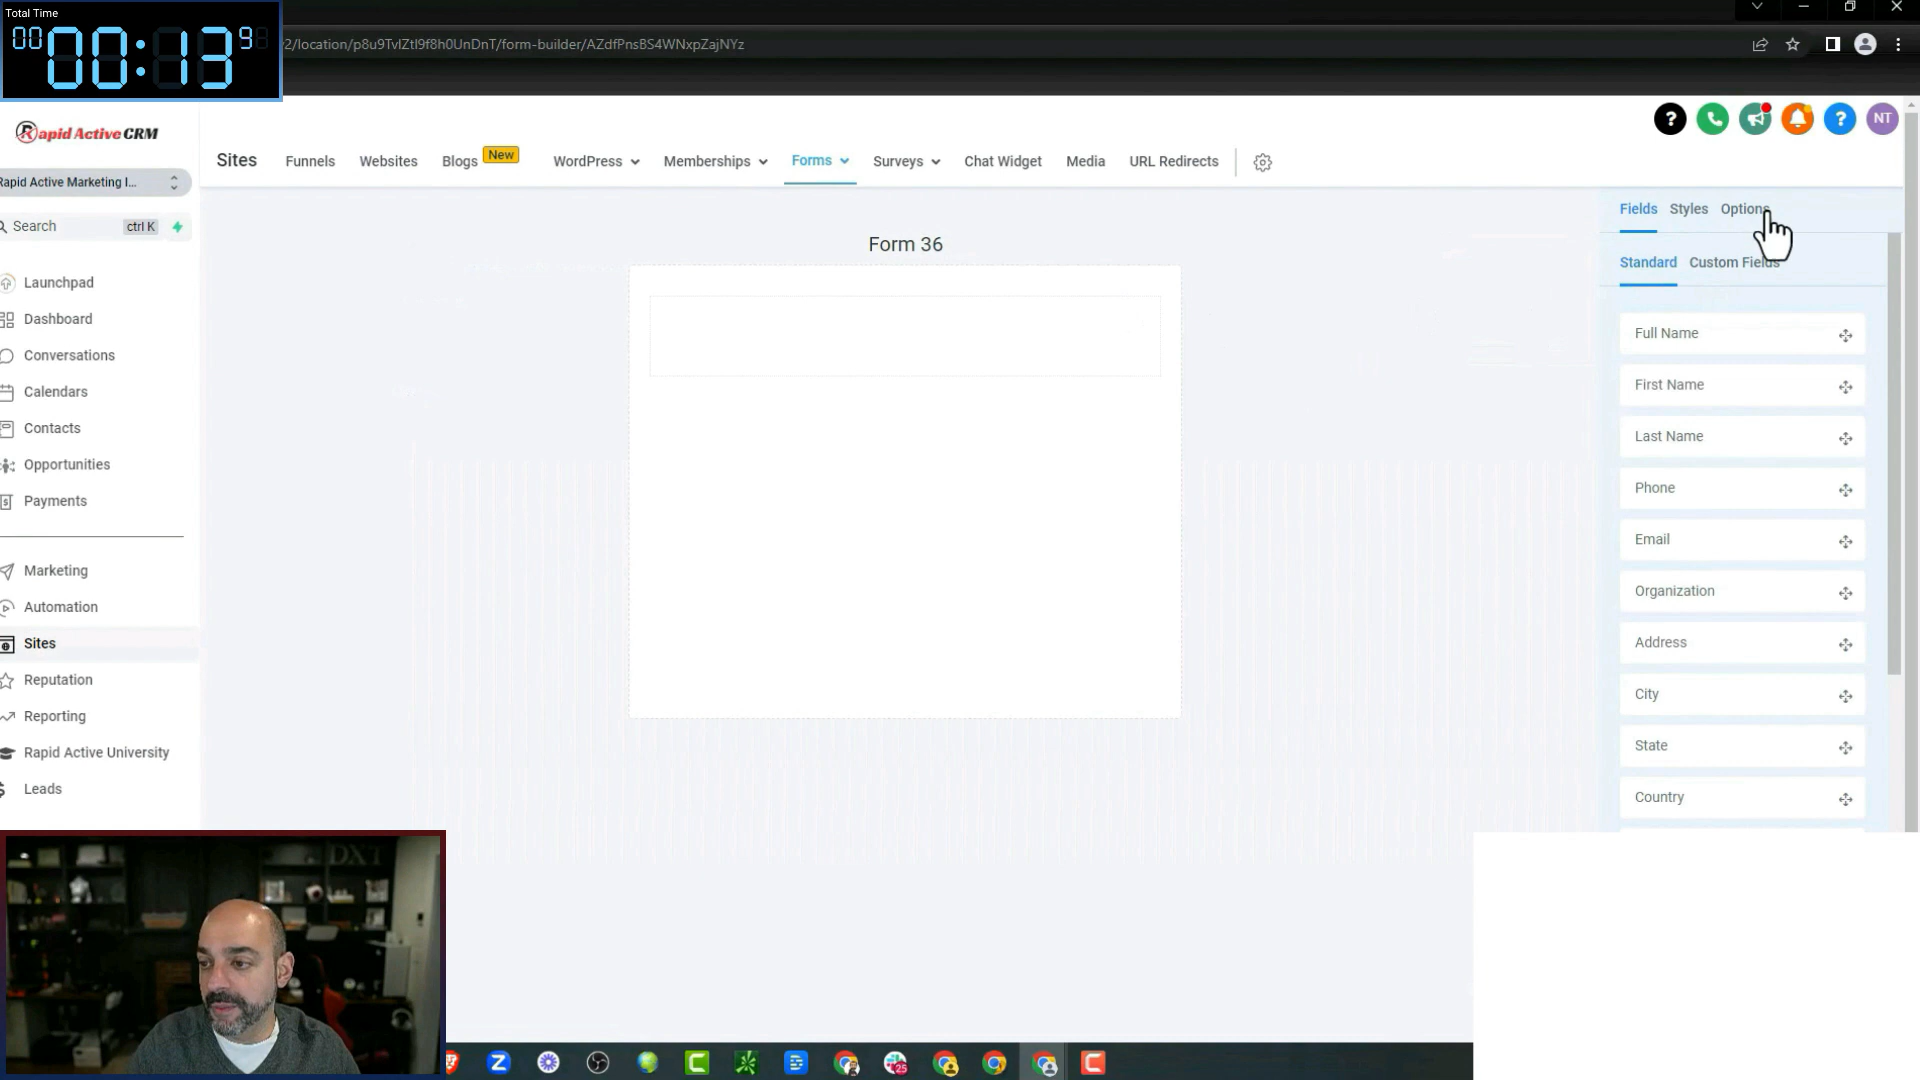 Total Time
00 00:13 9
2/location/p8u9TvlZtl9f8h0UnDnT/form-builder/AZdfPnsBS4WNxpZajNYz
Rapid Active CRM
Rapid Active Marketing I...
Search
ctrl K
Launchpad
Dashboard
Conversations
Calendars
Contacts
Opportunities
Payments
Marketing
Automation
Sites
Reputation
Reporting
Rapid Active University
Leads
Sites
Funnels
Websites
Blogs
New
WordPress
Memberships
Forms
Surveys
Chat Widget
Media
URL Redirects
NT
Form 36
Fields
Styles
Options
Standard
Custom Fields
Full Name
First Name
Last Name
Phone
Email
Organization
Address
City
State
Country
DXT
25